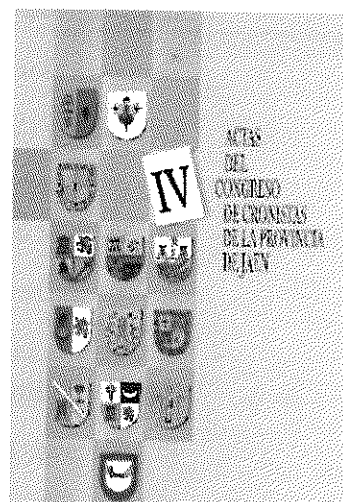 IV
ACTAS
DEL
CONGRESO
DE CRONISTAS
DE LA PROVINCIA
DE JAÉN